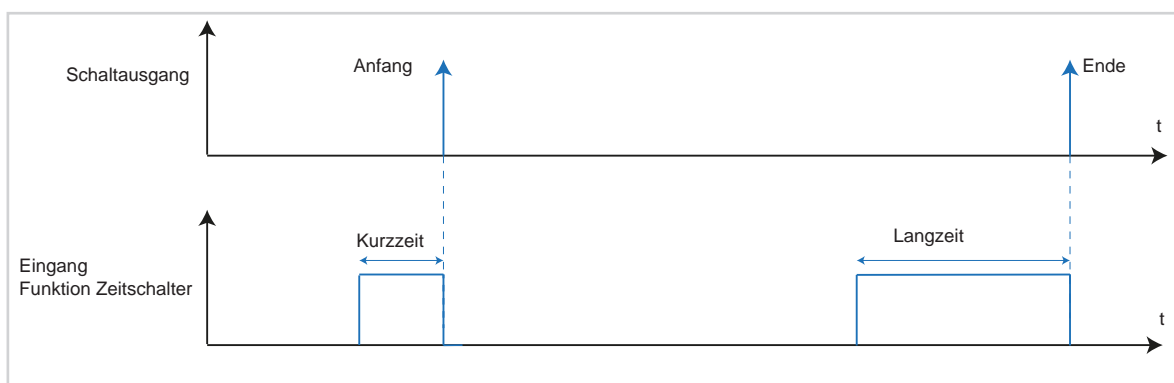 Schaltausgang
Anfang
Ende
t
Kurzzeit
Langzeit
Eingang
Funktion Zeitschalter
t